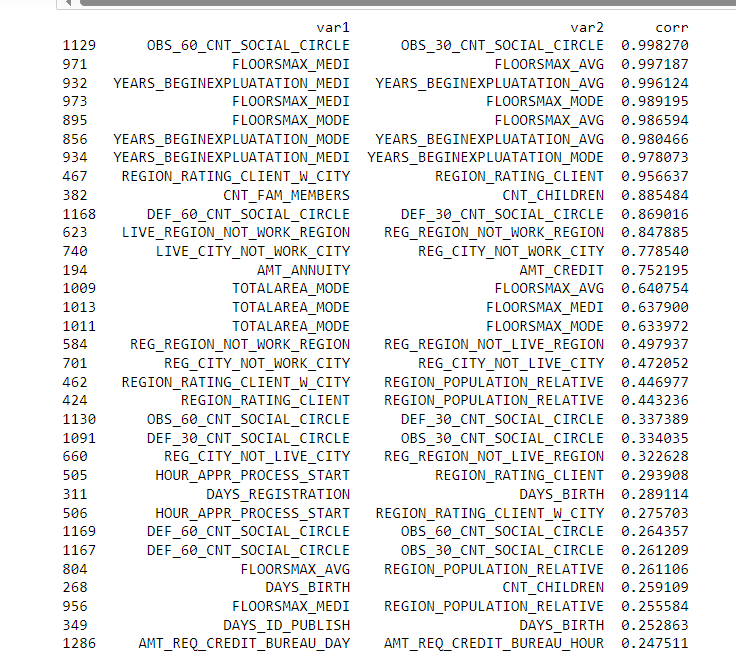 var1 var2 corr
1129 OBS_60_CNT_SOCIAL_CIRCLE OBS_30_CNT_SOCIAL_CIRCLE 0.998270
971 FLOORSMAX_MEDI FLOORSMAX_AVG 0.997187
932 YEARS_BEGINEXPLUATATION_MEDI YEARS_BEGINEXPLUATATION_AVG 0.996124
973 FLOORSMAX_MEDI FLOORSMAX_MODE 0.989195
895 FLOORSMAX_MODE FLOORSMAX_AVG 0.986594
856 YEARS_BEGINEXPLUATATION_MODE YEARS_BEGINEXPLUATATION_AVG 0.980466
934 YEARS_BEGINEXPLUATATION_MEDI YEARS_BEGINEXPLUATATION_MODE 0.978073
467 REGION_RATING_CLIENT_W_CITY REGION_RATING_CLIENT 0.956637
382 CNT_FAM_MEMBERS CNT_CHILDREN 0.885484
1168 DEF_60_CNT_SOCIAL_CIRCLE DEF_30_CNT_SOCIAL_CIRCLE 0.869016
623 LIVE_REGION_NOT_WORK_REGION REG_REGION_NOT_WORK_REGION 0.847885
740 LIVE_CITY_NOT_WORK_CITY REG_CITY_NOT_WORK_CITY 0.778540
194 AMT_ANNUITY AMT_CREDIT 0.752195
1009 TOTALAREA_MODE FLOORSMAX_AVG 0.640754
1013 TOTALAREA_MODE FLOORSMAX_MEDI 0.637900
1011 TOTALAREA_MODE FLOORSMAX_MODE 0.633972
584 REG_REGION_NOT_WORK_REGION REG_REGION_NOT_LIVE_REGION 0.497937
701 REG_CITY_NOT_WORK_CITY REG_CITY_NOT_LIVE_CITY 0.472052
462 REGION_RATING_CLIENT_W_CITY REGION_POPULATION_RELATIVE 0.446977
424 REGION_RATING_CLIENT REGION_POPULATION_RELATIVE 0.443236
1130 OBS_60_CNT_SOCIAL_CIRCLE DEF_30_CNT_SOCIAL_CIRCLE 0.337389
1091 DEF_30_CNT_SOCIAL_CIRCLE OBS_30_CNT_SOCIAL_CIRCLE 0.334035
660 REG_CITY_NOT_LIVE_CITY REG_REGION_NOT_LIVE_REGION 0.322628
505 HOUR_APPR_PROCESS_START REGION_RATING_CLIENT 0.293908
311 DAYS_REGISTRATION DAYS_BIRTH 0.289114
506 HOUR_APPR_PROCESS_START REGION_RATING_CLIENT_W_CITY 0.275703
1169 DEF_60_CNT_SOCIAL_CIRCLE OBS_60_CNT_SOCIAL_CIRCLE 0.264357
1167 DEF_60_CNT_SOCIAL_CIRCLE OBS_30_CNT_SOCIAL_CIRCLE 0.261209
804 FLOORSMAX_AVG REGION_POPULATION_RELATIVE 0.261106
268 DAYS_BIRTH CNT_CHILDREN 0.259109
956 FLOORSMAX_MEDI REGION_POPULATION_RELATIVE 0.255584
349 DAYS_ID_PUBLISH DAYS_BIRTH 0.252863
1286 AMT_REQ_CREDIT_BUREAU_DAY AMT_REQ_CREDIT_BUREAU_HOUR 0.247511